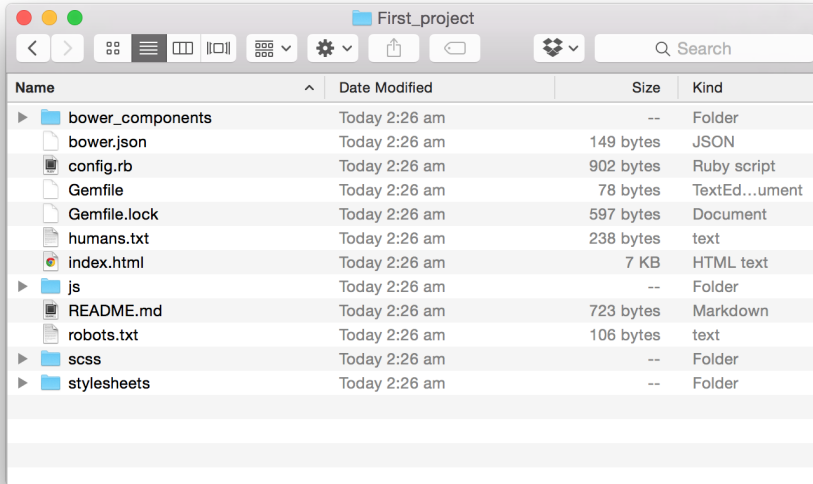 First_project
Search
Name Date Modified Size Kind
bower_components Today 2:26 am -- Folder
bower.json Today 2:26 am 149 bytes JSON
config.rb Today 2:26 am 902 bytes Ruby script
Gemfile Today 2:26 am 78 bytes TextEd...ument
Gemfile.lock Today 2:26 am 597 bytes Document
humans.txt Today 2:26 am 238 bytes text
index.html Today 2:26 am 7 KB HTML text
js Today 2:26 am -- Folder
README.md Today 2:26 am 723 bytes Markdown
robots.txt Today 2:26 am 106 bytes text
scss Today 2:26 am -- Folder
stylesheets Today 2:26 am -- Folder